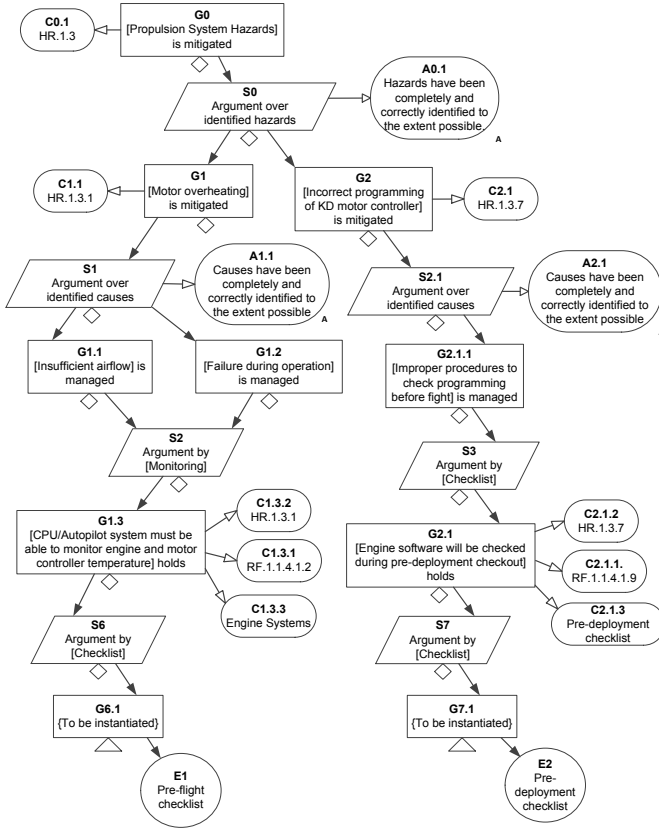 G0
[Propulsion System Hazards]
is mitigated
C0.1
HR.1.3
S0
Argument over
identified hazards
A0.1
Hazards have been
completely and
correctly identified to
the extent possible.
A
G1
[Motor overheating]
is mitigated
C1.1
HR.1.3.1
G2
[Incorrect programming
of KD motor controller]
is mitigated
C2.1
HR.1.3.7
S1
Argument over
identified causes
A1.1
Causes have been
completely and
correctly identified to
the extent possible
A
S2.1
Argument over
identified causes
A2.1
Causes have been
completely and
correctly identified to
the extent possible
G1.1
[Insufficient airflow] is
managed
G1.2
[Failure during operation]
is managed
G2.1.1
[Improper procedures to
check programming
before fight] is managed
S2
Argument by
[Monitoring]
S3
Argument by
[Checklist]
G1.3
[CPU/Autopilot system must be
able to monitor engine and motor
controller temperature] holds
C1.3.2
HR.1.3.1
C1.3.1
RF.1.1.4.1.2
C1.3.3
Engine Systems
G2.1
[Engine software will be checked
during pre-deployment checkout]
holds
C2.1.2
HR.1.3.7
C2.1.1.
RF.1.1.4.1.9
C2.1.3
Pre-deployment
checklist
S6
Argument by
[Checklist]
S7
Argument by
[Checklist]
G6.1
{To be instantiated}
G7.1
{To be instantiated}
E1
Pre-flight
checklist
E2
Pre-
deployment
checklist